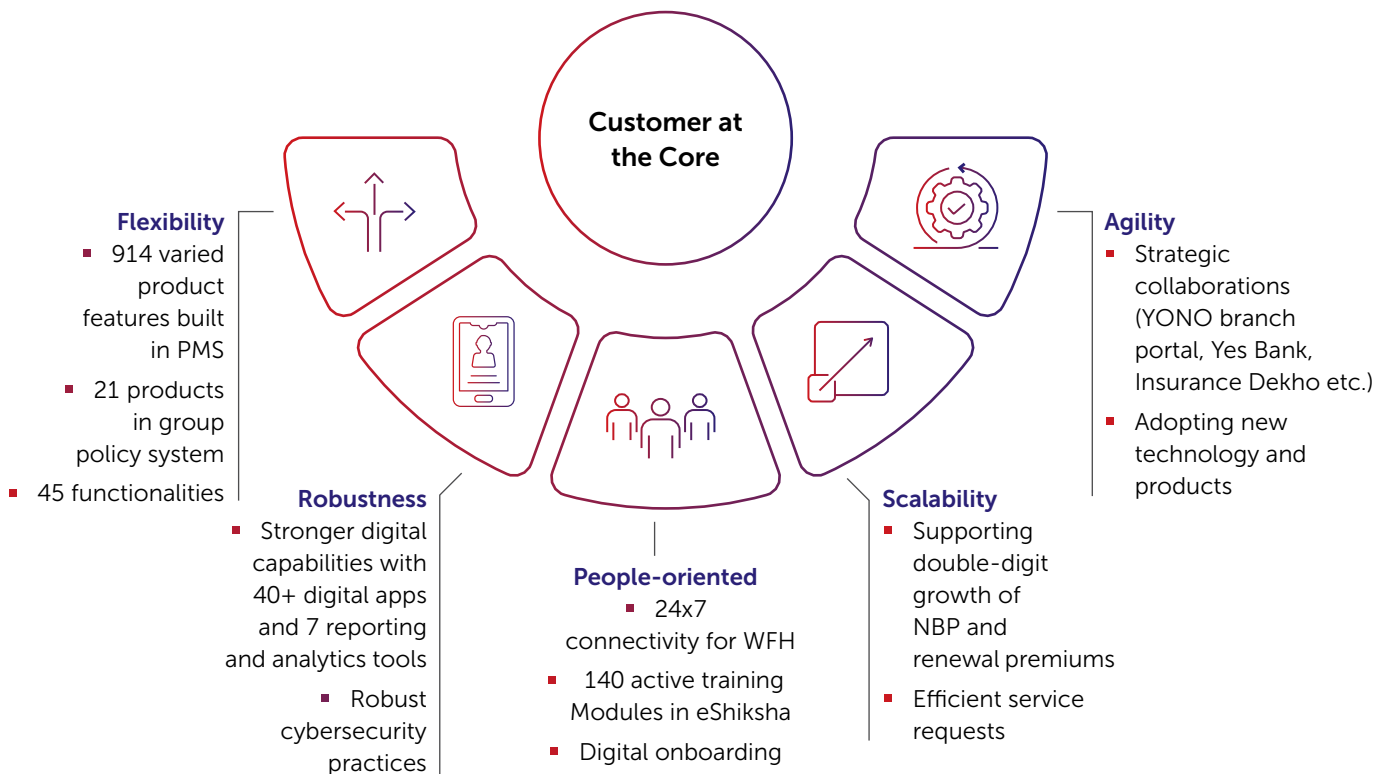 Customer at
the Core
Flexibility
914 varied
product
features built
in PMS
21 products
in group
policy system
45 functionalities
Robustness
Stronger digital
capabilities with
40+ digital apps
and 7 reporting
and analytics tools
Robust
cybersecurity
practices
People-oriented
24x7
connectivity for WFH
140 active training
Modules in eShiksha
Digital onboarding
Scalability
Supporting
double-digit
growth of
NBP and
renewal premiums
Efficient service
requests
Agility
Strategic
collaborations
(YONO branch
portal, Yes Bank,
Insurance Dekho etc.)
Adopting new
technology and
products